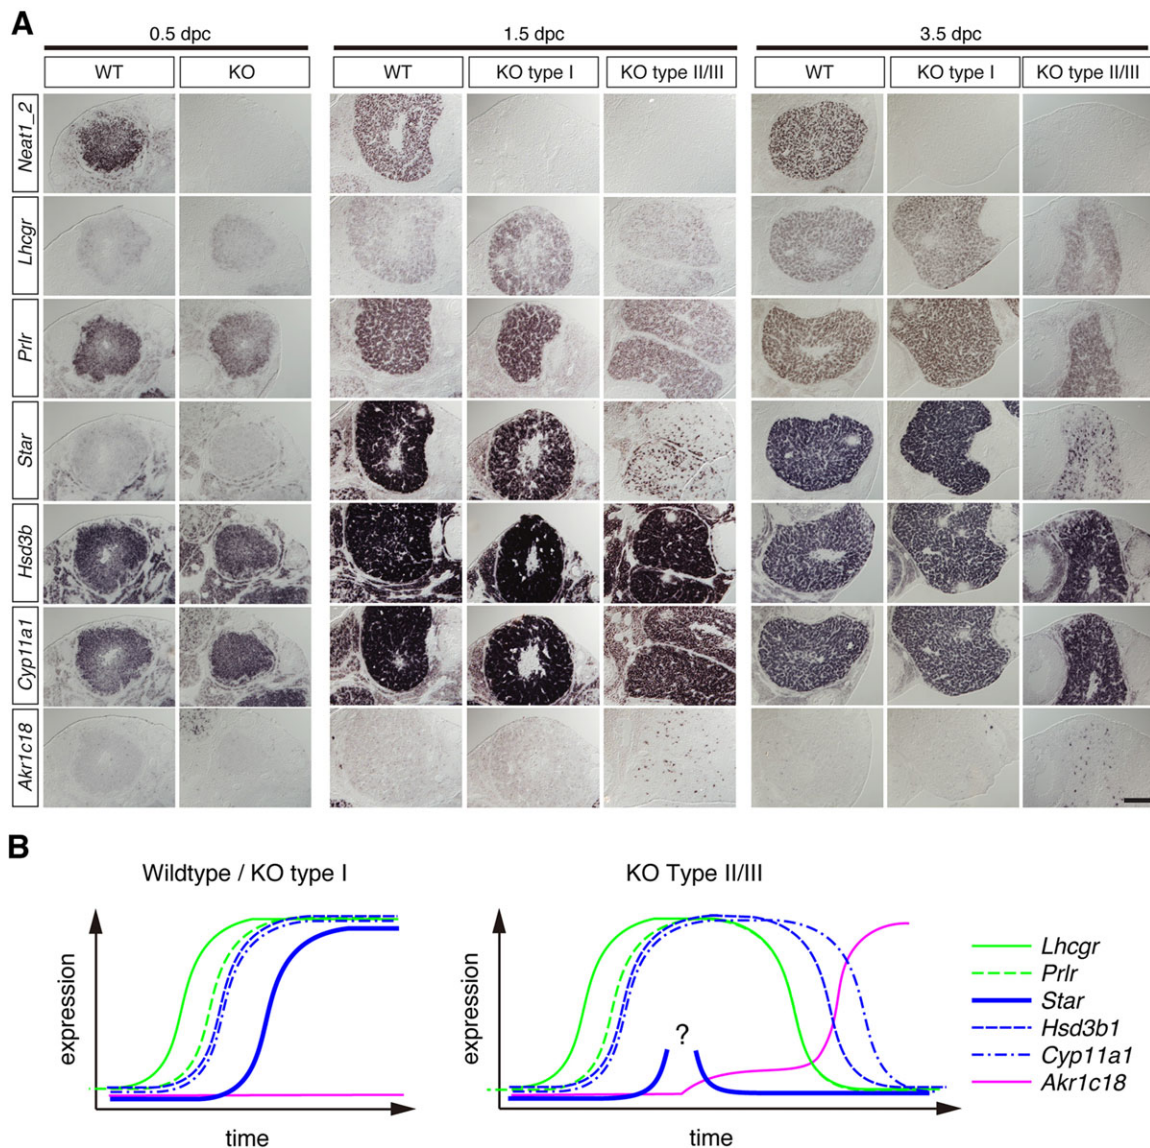 A
0.5 dpc
1.5 dpc
3.5 dpc
WT
KO
WT
KO type I
KO type II/III
WT
KO type I
KO type II/III
Neat1_2
Lhcgr
Prlr
Star
Hsd3b
Cyp11a1
Akr1c18
B
Wildtype / KO type I
KO Type II/III
expression
time
expression
?
time
Lhcgr
Prlr
Star
Hsd3b1
Cyp11a1
Akr1c18